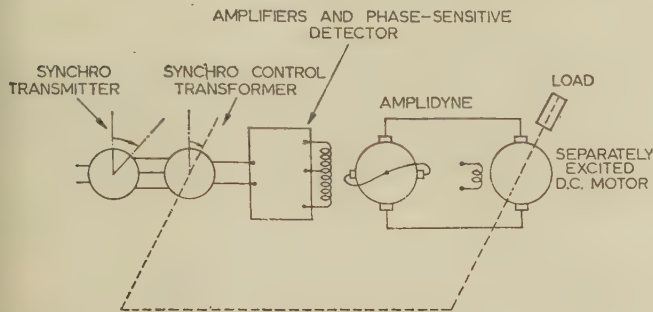 AMPLIFIERS AND PHASE-SENSITIVE
DETECTOR
SYNCHRO
TRANSMITTER
SYNCHRO CONTROL
TRANSFORMER
AMPLIDYNE
LOAD
SEPARATELY
EXCITED
D.C. MOTOR